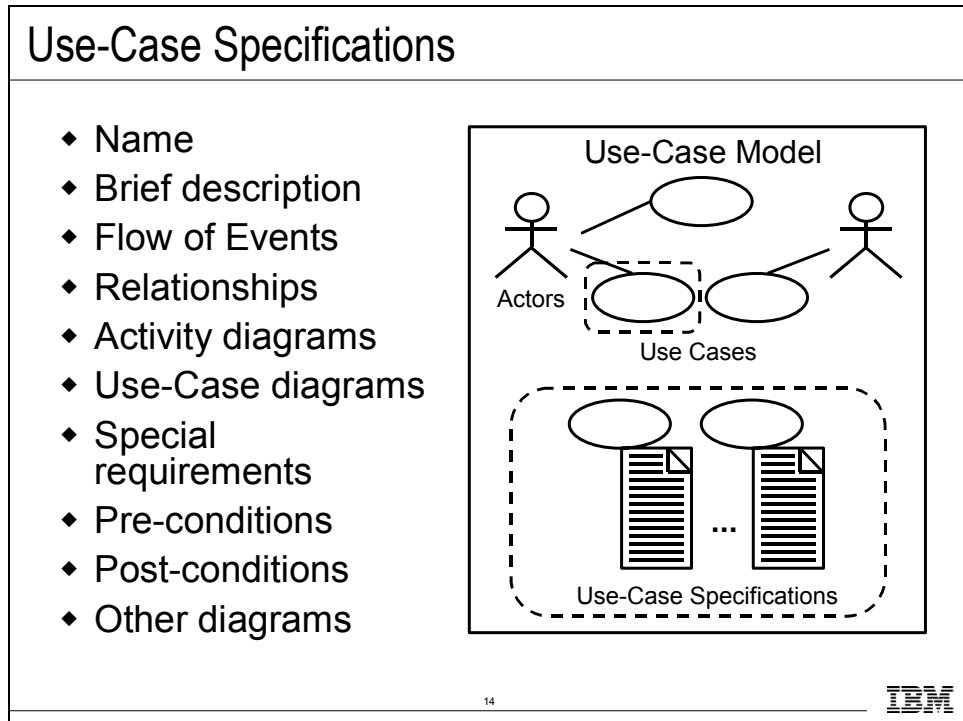 Use-Case Specifications
◆ Name
◆ Brief description
◆ Flow of Events
◆ Relationships
◆ Activity diagrams
◆ Use-Case diagrams
◆ Special
requirements
◆ Pre-conditions
◆ Post-conditions
◆ Other diagrams
Use-Case Model
Actors
Use Cases
...
Use-Case Specifications
14
IBM